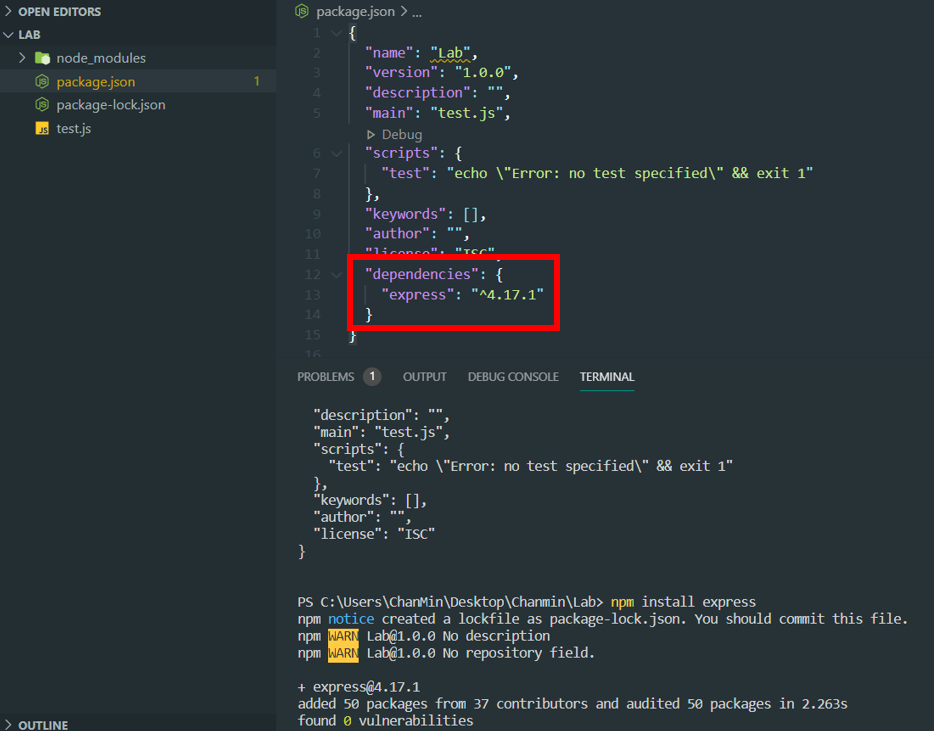 OPEN EDITORS
LAB
node_modules
package.json 1
package-lock.json
test.js
OUTLINE
package.json > ...
1 {
2 "name": "Lab",
3 "version": "1.0.0",
4 "description": "",
5 "main": "test.js",
Debug
6 "scripts": {
7 "test": "echo \"Error: no test specified\" && exit 1"
8 },
9 "keywords": [],
10 "author": "",
11 "license": "ISC",
12 "dependencies": {
13 "express": "^4.17.1"
14 }
15 }
16
PROBLEMS 1 OUTPUT DEBUG CONSOLE TERMINAL
"description": "",
"main": "test.js",
"scripts": {
"test": "echo \"Error: no test specified\" && exit 1"
},
"keywords": [],
"author": "",
"license": "ISC"
}
PS C:\Users\ChanMin\Desktop\Chanmin\Lab> npm install express
npm notice created a lockfile as package-lock.json. You should commit this file.
npm WARN Lab@1.0.0 No description
npm WARN Lab@1.0.0 No repository field.
+ express@4.17.1
added 50 packages from 37 contributors and audited 50 packages in 2.263s
found 0 vulnerabilities